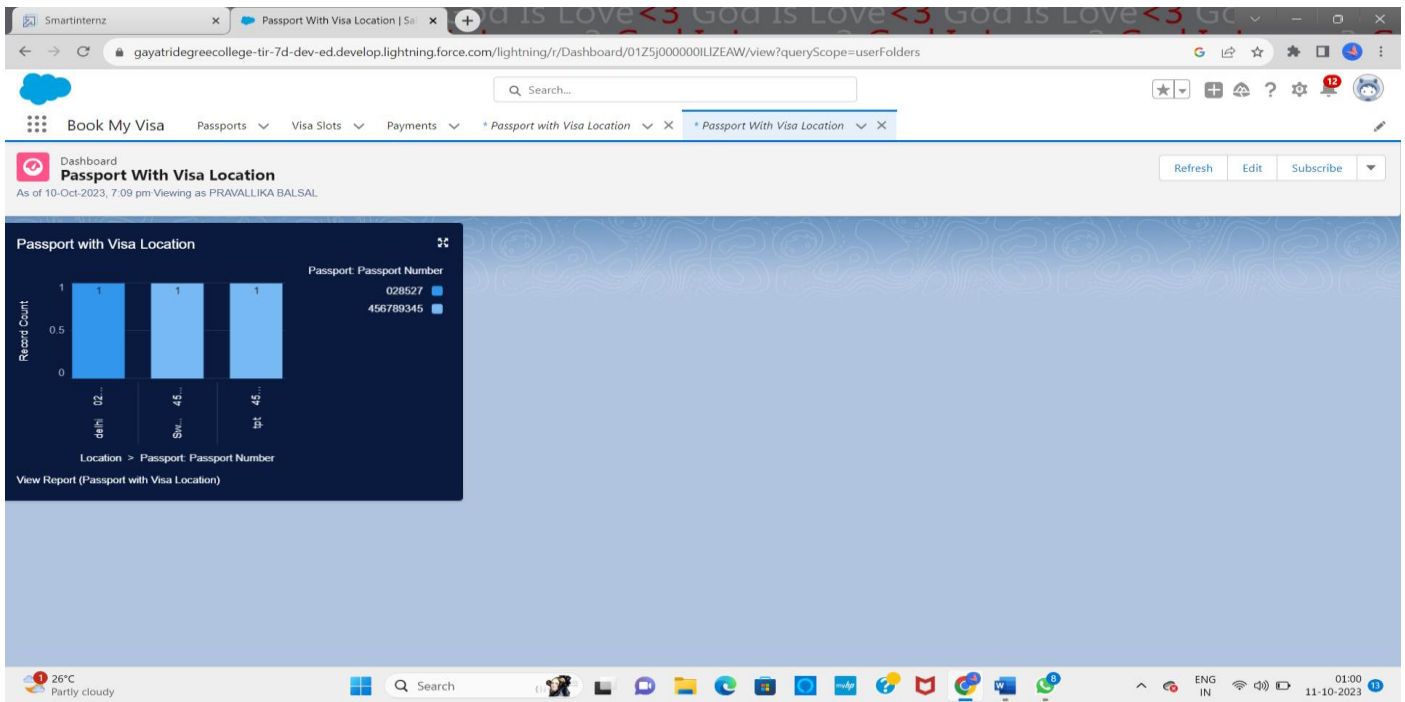 God Is Love<3 God Is Love<3 God Is Love<3 Go
Smartinternz
Passport With Visa Location | Sa
gayatridegreecollege-tir-7d-dev-ed.develop.lightning.force.com/lightning/r/Dashboard/01Z5j000000ILlZEAW/view?queryScope=userFolders
Search...
12
Book My Visa Passports Visa Slots Payments * Passport with Visa Location * Passport With Visa Location
Dashboard
Passport With Visa Location
As of 10-Oct-2023, 7:09 pm·Viewing as PRAVALLIKA BALSAL
Refresh Edit Subscribe
Passport with Visa Location
Passport: Passport Number
028527
456789345
Record Count
1
0.5
0
1 1 1
02... 45... 45...
delhi Sw... tpt
Location > Passport: Passport Number
View Report (Passport with Visa Location)
1
26°C
Partly cloudy
Search
myhp
8
ENG
IN
01:00
11-10-2023
13